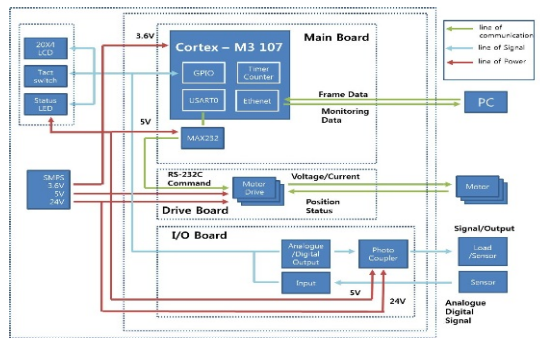 3.6V
Cortex – M3 107
Main Board
line of communication
line of Signal
line of Power
20X4 LCD
Tact switch
Status LED
GPIO
Timer Counter
USART0
Ethenet
Frame Data
Monitoring Data
PC
5V
MAX232
RS-232C Command
Voltage/Current
SMPS
3.6V
5V
24V
Motor Drive
Motor
Position Status
Drive Board
I/O Board
Signal/Output
Analogue /Digital Output
Photo Coupler
Load /Sensor
Input
Sensor
5V
24V
Analogue Digital Signal